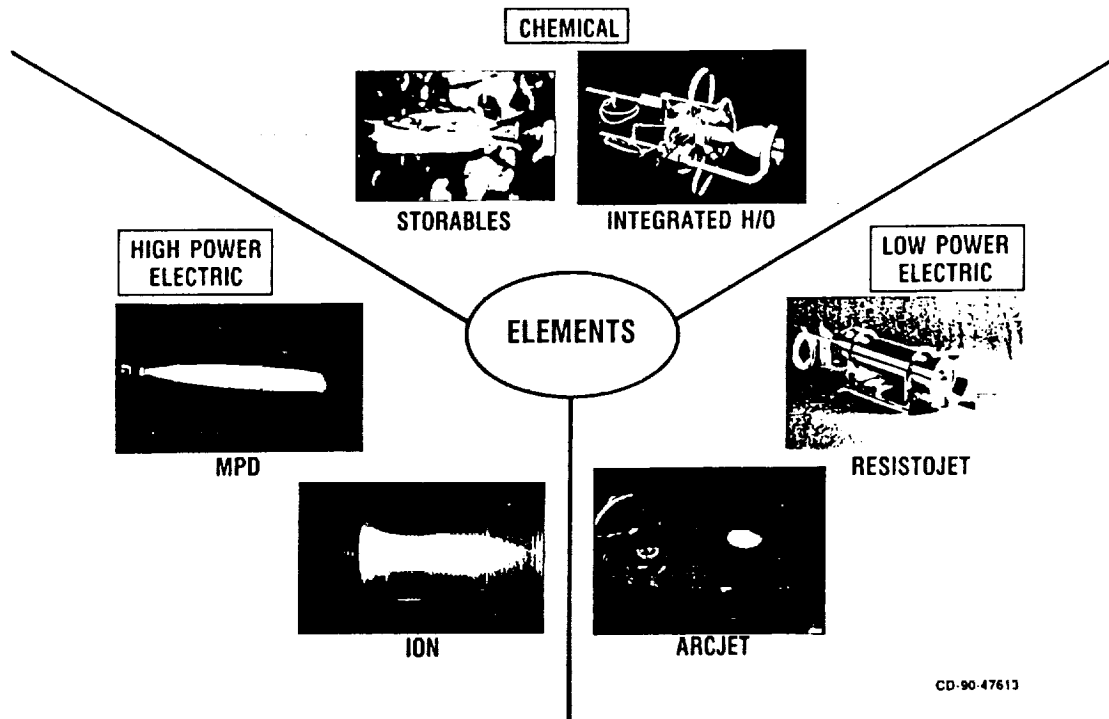 CHEMICAL
STORABLES
INTEGRATED H/O
HIGH POWER
ELECTRIC
LOW POWER
ELECTRIC
ELEMENTS
MPD
RESISTOJET
ION
ARCJET
CD-90-47613